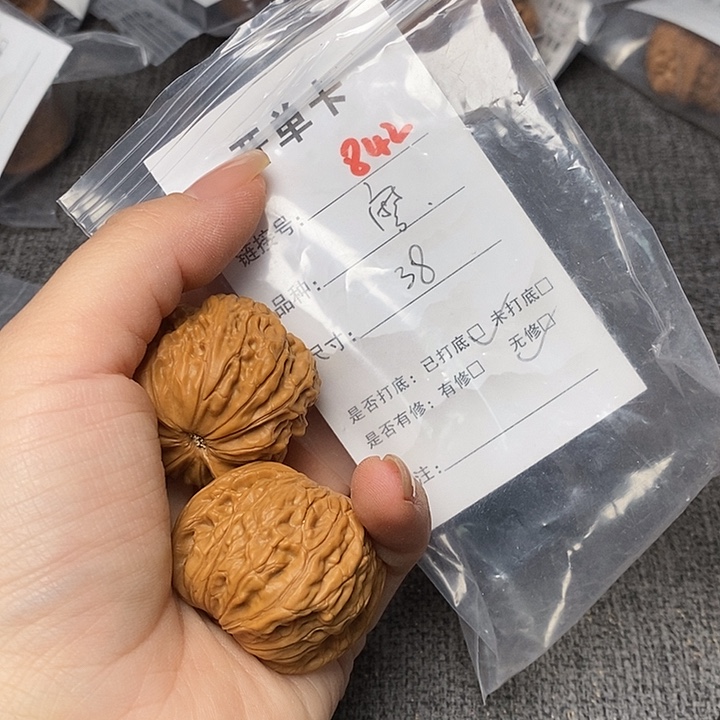 开单卡
链接号: 842
品种:
尺寸: 38
是否打底: 已打底☑ 未打底□
是否有修: 有修□ 无修☑
注: